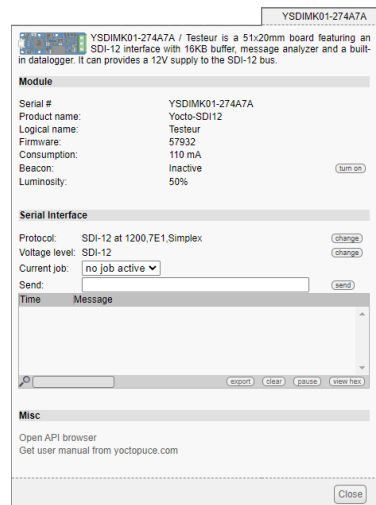 YSDIMK01-274A7A
YSDIMK01-274A7A / Testeur is a 51x20mm board featuring an
SDI-12 interface with 16KB buffer, message analyzer and a built-
in datalogger. It can provides a 12V supply to the SDI-12 bus.
Module
Serial # YSDIMK01-274A7A
Product name: Yocto-SDI12
Logical name: Testeur
Firmware: 57932
Consumption: 110 mA
Beacon: Inactive turn on
Luminosity: 50%
Serial Interface
Protocol: SDI-12 at 1200,7E1,Simplex change
Voltage level: SDI-12 change
Current job: no job active
Send: send
Time Message
export clear pause view hex
Misc
Open API browser
Get user manual from yoctopuce.com
Close